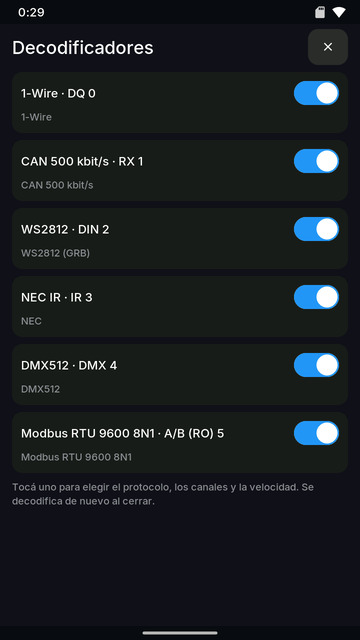 0:29
Decodificadores
1-Wire · DQ 0
1-Wire
CAN 500 kbit/s · RX 1
CAN 500 kbit/s
WS2812 · DIN 2
WS2812 (GRB)
NEC IR · IR 3
NEC
DMX512 · DMX 4
DMX512
Modbus RTU 9600 8N1 · A/B (RO) 5
Modbus RTU 9600 8N1
Tocá uno para elegir el protocolo, los canales y la velocidad. Se
decodifica de nuevo al cerrar.